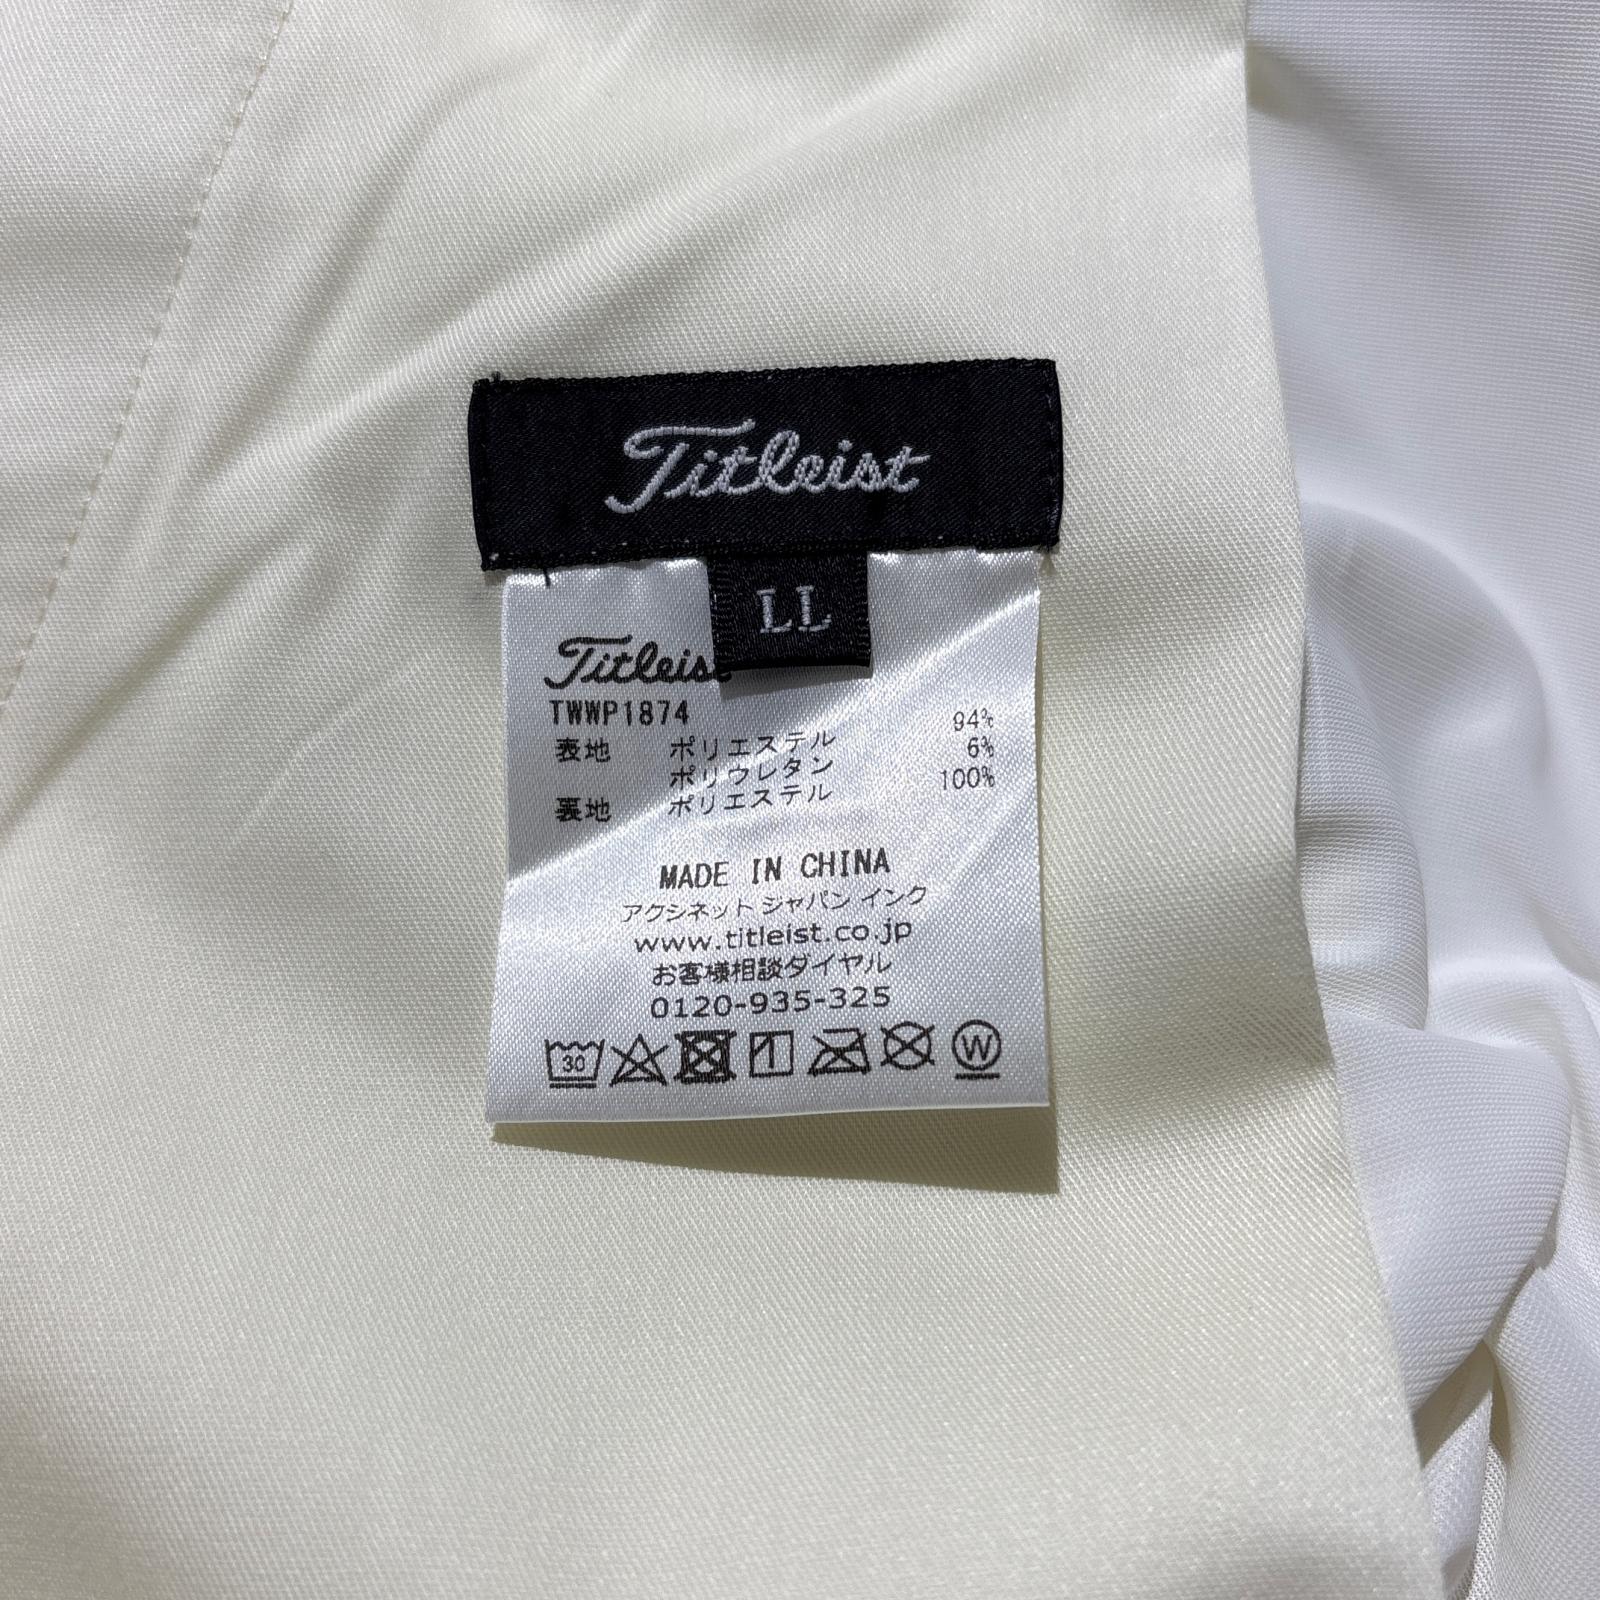 Titleist
LL
Titleist
TWWP1874
表地 ポリエステル 94%
ポリウレタン 6%
裏地 ポリエステル 100%
MADE IN CHINA
アクシネット ジャパン インク
www.titleist.co.jp
お客様相談ダイヤル
0120-935-325
30
W